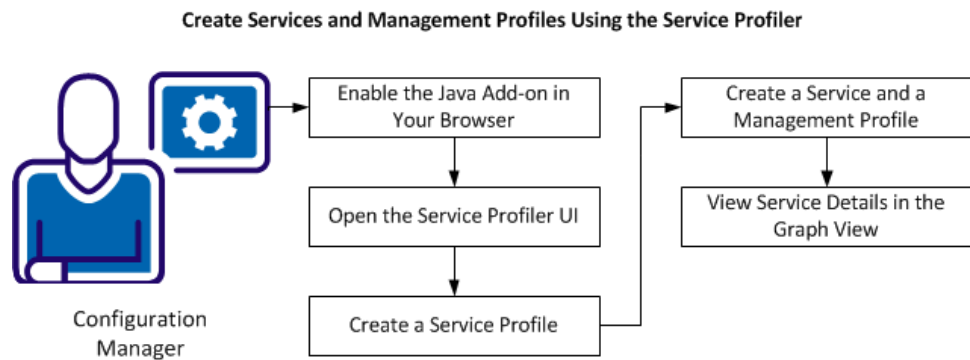 Create Services and Management Profiles Using the Service Profiler
Enable the Java Add-on in
Your Browser
Open the Service Profiler UI
Create a Service Profile
Create a Service and a
Management Profile
View Service Details in the
Graph View
Configuration
Manager